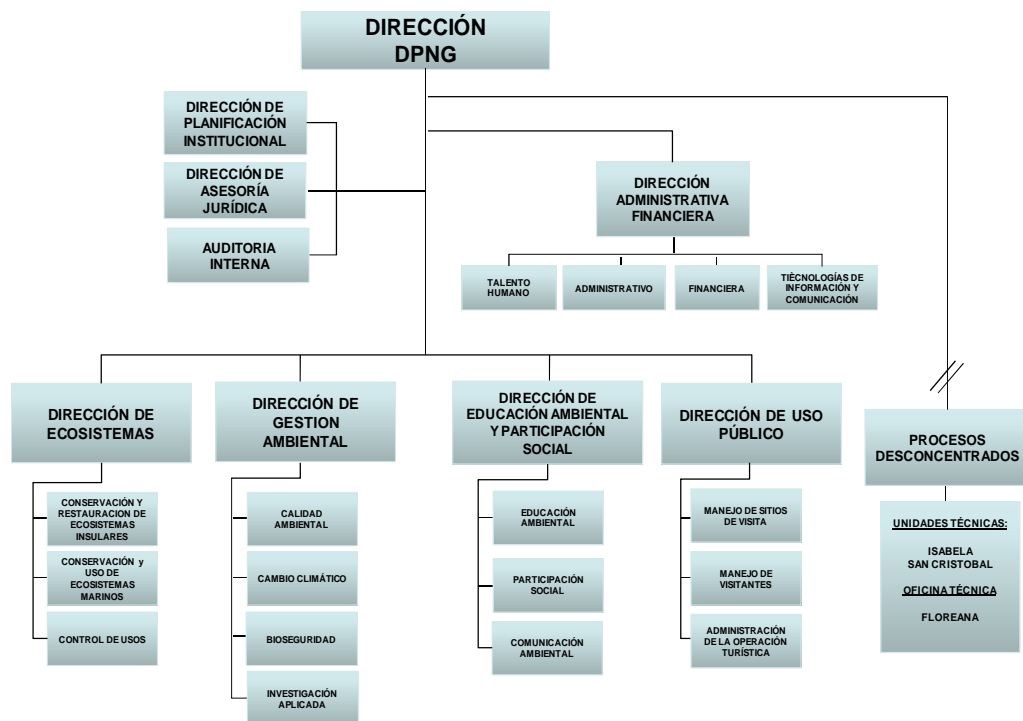 DIRECCIÓN
DPNG
DIRECCIÓN DE
PLANIFICACIÓN
INSTITUCIONAL
DIRECCIÓN DE
ASESORÍA
JURÍDICA
AUDITORIA
INTERNA
DIRECCIÓN
ADMINISTRATIVA
FINANCIERA
TALENTO
HUMANO
ADMINISTRATIVO
FINANCIERA
TIÈCNOLOGÍAS DE
INFORMACIÓN Y
COMUNICACIÓN
DIRECCIÓN DE
ECOSISTEMAS
CONSERVACIÓN Y
RESTAURACION DE
ECOSISTEMAS
INSULARES
CONSERVACIÓN y
USO DE
ECOSISTEMAS
MARINOS
CONTROL DE USOS
DIRECCIÓN DE
GESTION
AMBIENTAL
CALIDAD
AMBIENTAL
CAMBIO CLIMÁTICO
BIOSEGURIDAD
INVESTIGACIÓN
APLICADA
DIRECCIÓN DE
EDUCACIÓN AMBIENTAL
Y PARTICIPACIÓN
SOCIAL
EDUCACIÓN
AMBIENTAL
PARTICIPACIÓN
SOCIAL
COMUNICACIÓN
AMBIENTAL
DIRECCIÓN DE USO
PÚBLICO
MANEJO DE SITIOS
DE VISITA
MANEJO DE
VISITANTES
ADMINISTRACIÓN
DE LA OPERACIÓN
TURÍSTICA
PROCESOS
DESCONCENTRADOS
UNIDADES TÉCNICAS:
ISABELA
SAN CRISTOBAL
OFICINA TÉCNICA
FLOREANA